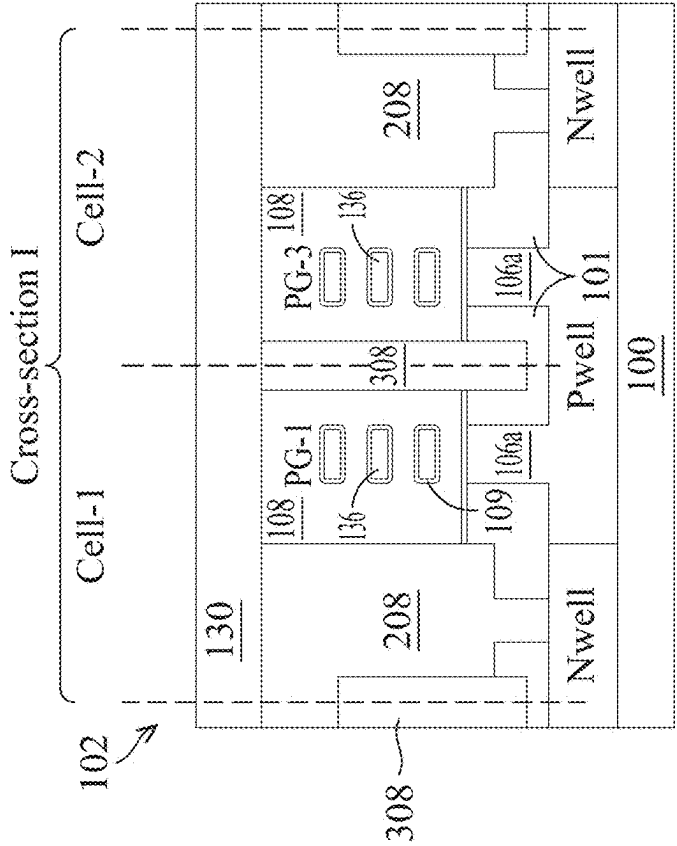 Cross-section I
Cell-1
Cell-2
102
130
108
108
PG-1
PG-3
136
136
208
308
208
109
106a
106a
101
Nwell
Pwell
Nwell
100
308